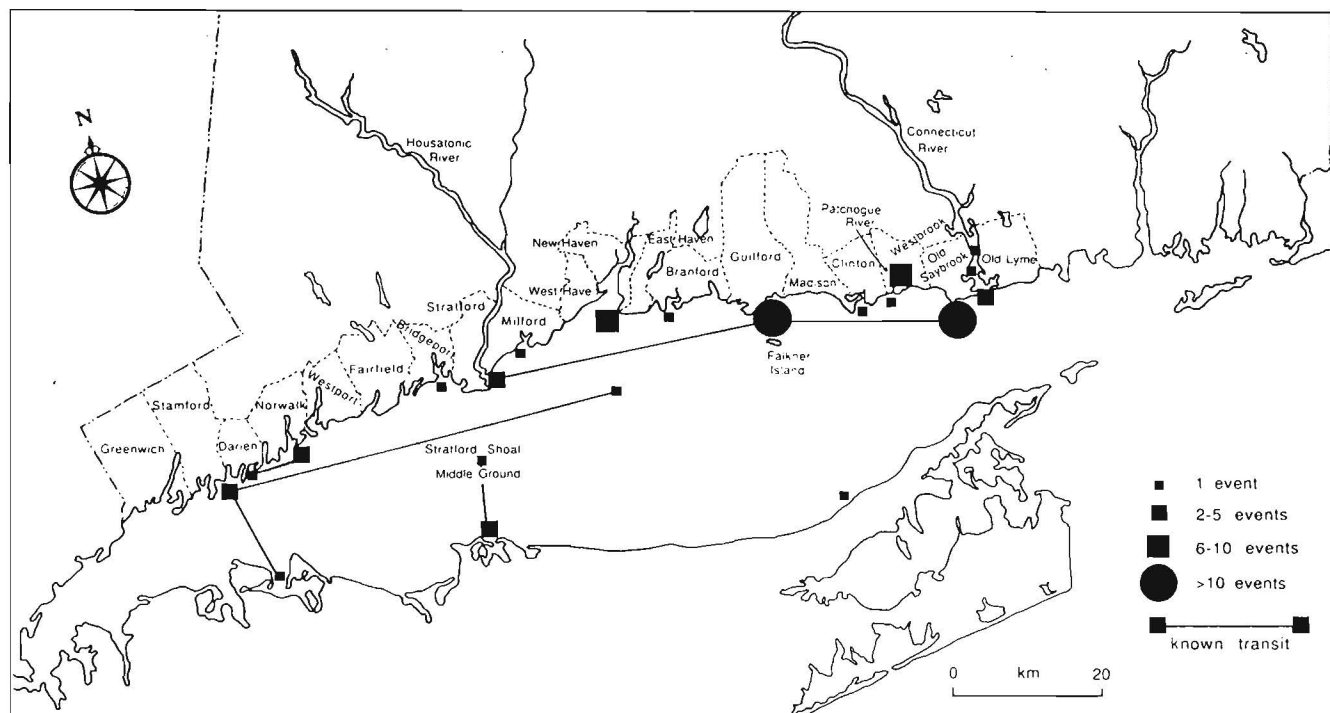 N
Housatonic
River
Connecticut
River
Patchogue
River
New Haven
East Haven
Westbrook
Guilford
Clinton
Old
Saybrook
Old Lyme
Branford
Madison
West Have
Stratford
Milford
Bridgepor
Falkner
Island
Fairfield
Westport
Stamford
Norwalk
Greenwich
Darien
Stratford Shoal
Middle Ground
1 event
2-5 events
6-10 events
>10 events
known transit
0 km 20